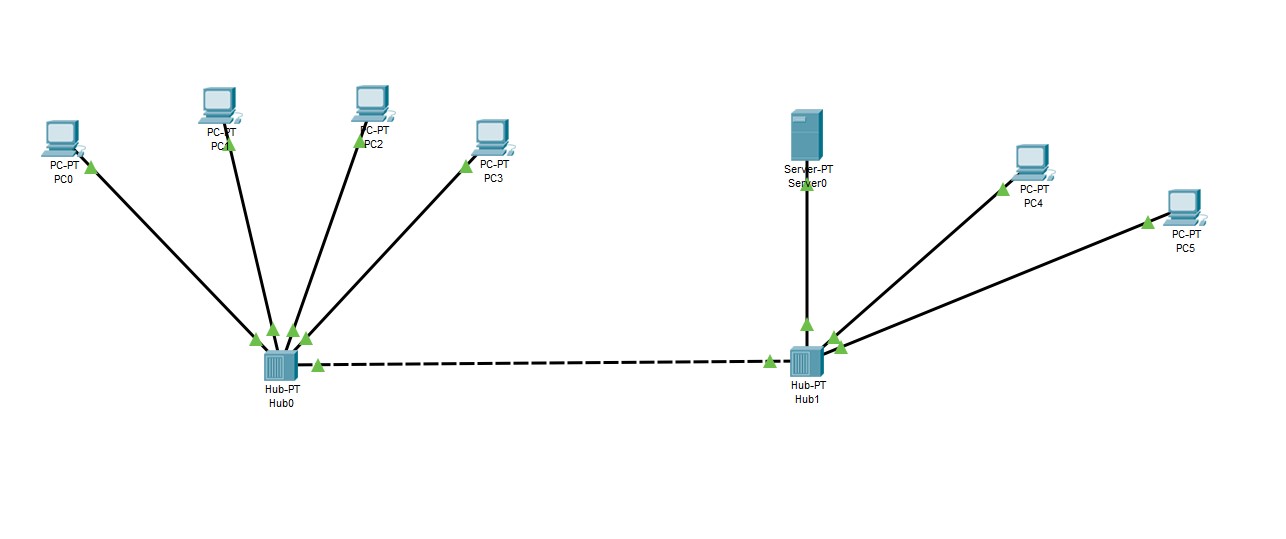 PC-PT
PC0
PC-PT
PC1
PC-PT
PC2
PC-PT
PC3
Server-PT
Server0
PC-PT
PC4
PC-PT
PC5
Hub-PT
Hub0
Hub-PT
Hub1